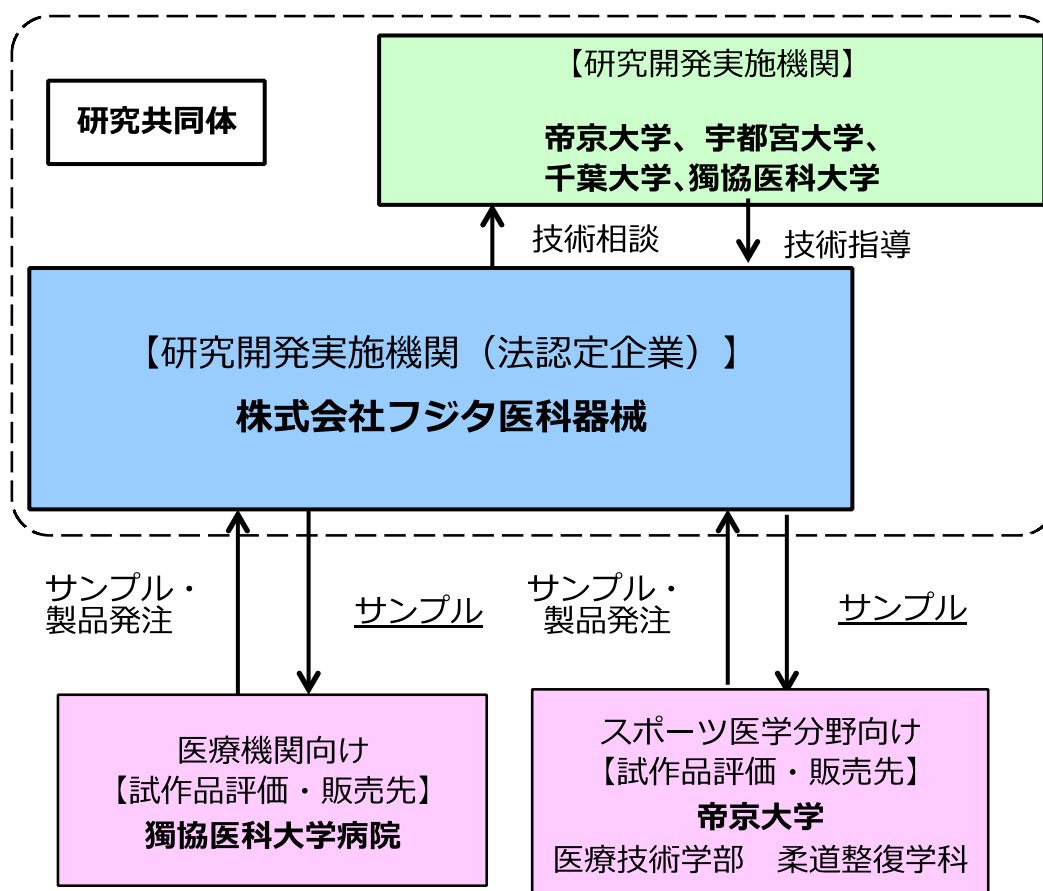 【研究開発実施機関】
研究共同体
帝京大学、宇都宮大学、
千葉大学、獨協医科大学
技術相談
技術指導
【研究開発実施機関（法認定企業）】
株式会社フジタ医科器械
サンプル・
製品発注
サンプル
サンプル・
製品発注
サンプル
医療機関向け
【試作品評価・販売先】
獨協医科大学病院
スポーツ医学分野向け
【試作品評価・販売先】
帝京大学
医療技術学部　柔道整復学科